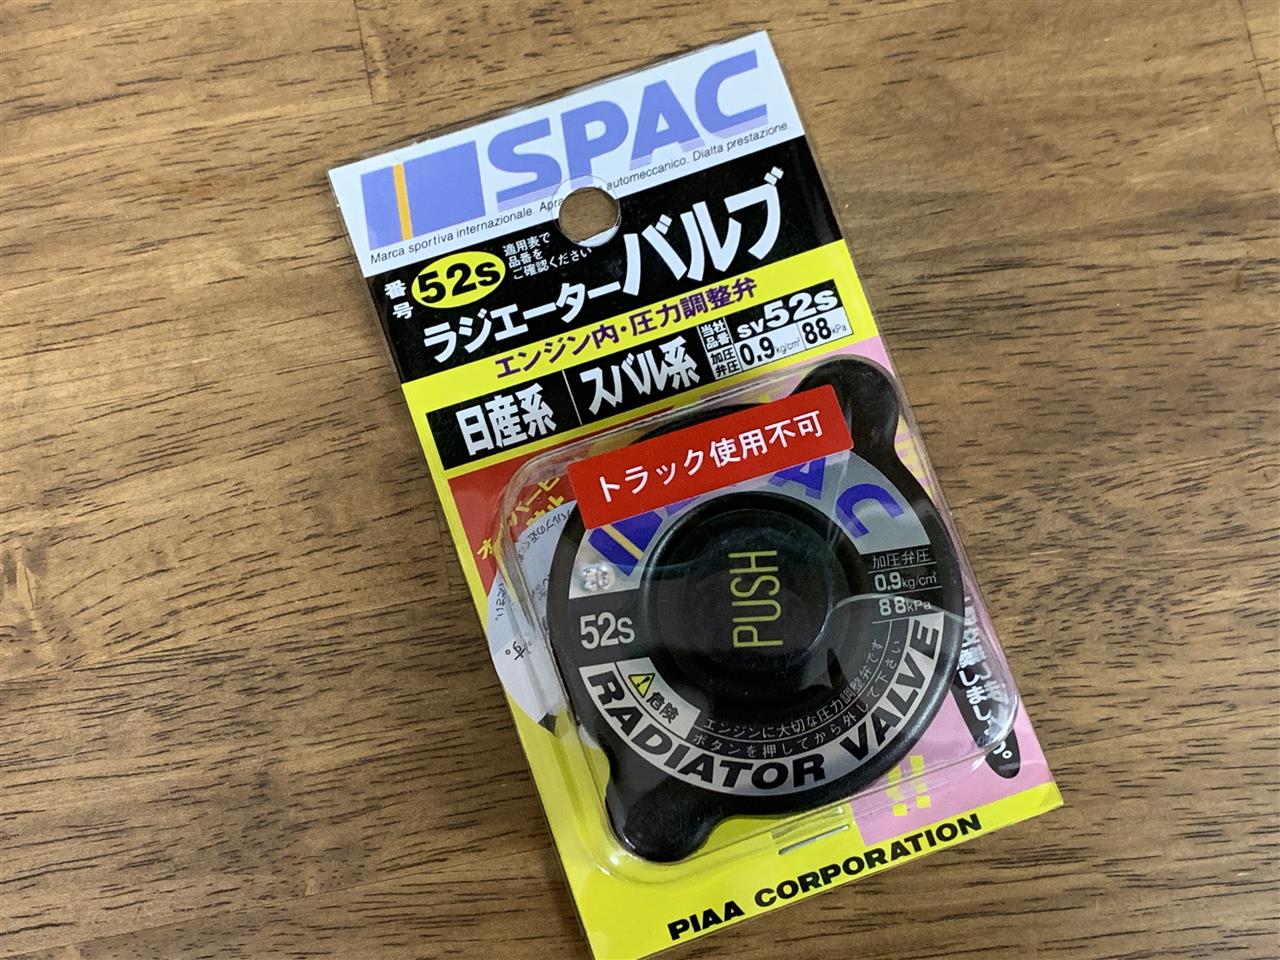 SPAC
Marca sportiva internazionale. Apra automeccanico. Dialta prestazione.
番号 52s
適用表で
品番を
ご確認ください
ラジエーターバルブ
エンジン内・圧力調整弁
日産系 スバル系
当社品番 sv52s
加圧弁圧 0.9kg/cm² 88kPa
トラック使用不可
PUSH
加圧弁圧
0.9kg/cm²
88kPa
52s
危険
エンジンに大切な圧力調整弁です
ボタンを押してから外して下さい
RADIATOR VALVE
!!
PIAA CORPORATION